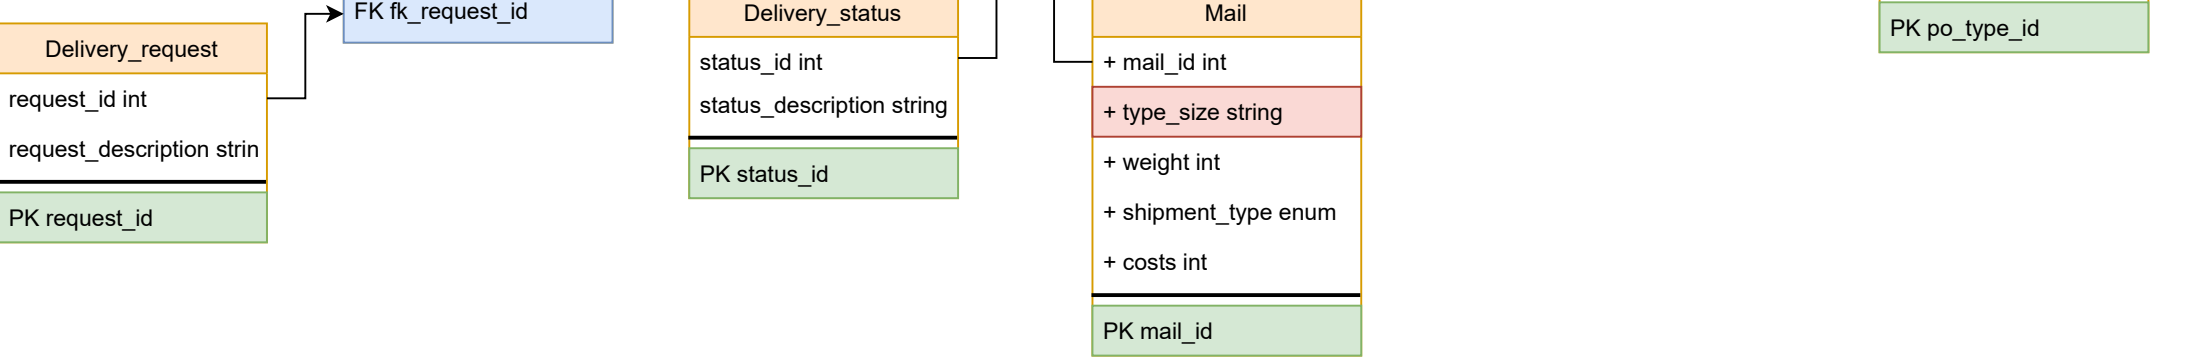 Delivery_request
request_id int
request_description strin
PK request_id
FK fk_request_id
Delivery_status
status_id int
status_description string
PK status_id
Mail
+ mail_id int
+ type_size string
+ weight int
+ shipment_type enum
+ costs int
PK mail_id
PK po_type_id